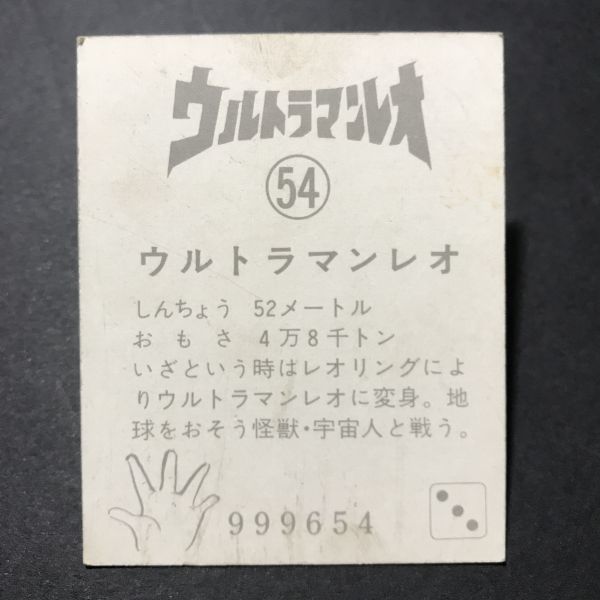 ウルトラマンレオ
54
ウルトラマンレオ
しんちょう 52メートル
おもさ 4万8千トン
いざという時はレオリングによ
りウルトラマンレオに変身。地
球をおそう怪獣・宇宙人と戦う。
999654